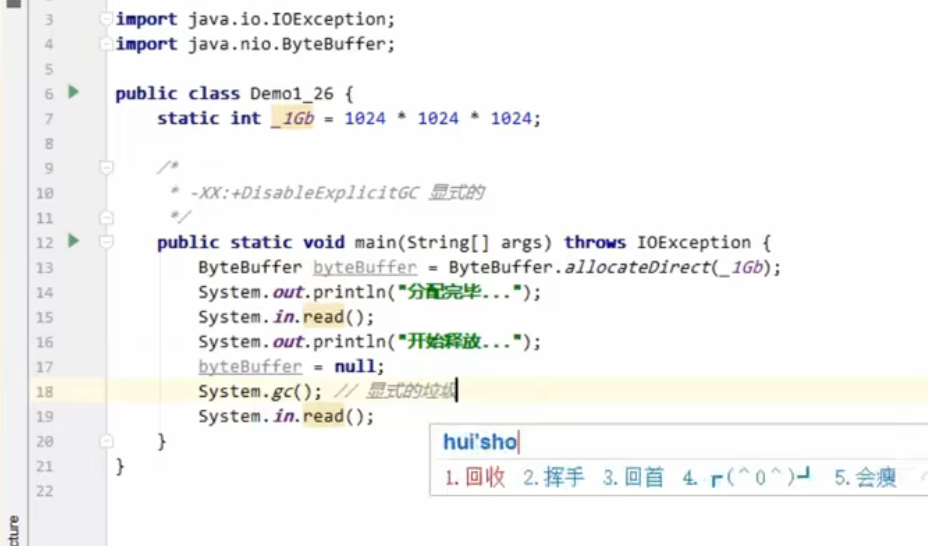 3 import java.io.IOException;
4 import java.nio.ByteBuffer;
5
6 public class Demo1_26 {
7 static int _1Gb = 1024 * 1024 * 1024;
8
9 /*
10 * -XX:+DisableExplicitGC 显式的
11 */
12 public static void main(String[] args) throws IOException {
13 ByteBuffer byteBuffer = ByteBuffer.allocateDirect(_1Gb);
14 System.out.println("分配完毕...");
15 System.in.read();
16 System.out.println("开始释放...");
17 byteBuffer = null;
18 System.gc(); // 显式的垃圾
19 System.in.read();
20 }
21 }
22
hui'sho
1.回收 2.挥手 3.回首 4.┏(^0^)┛ 5.会瘦
cture